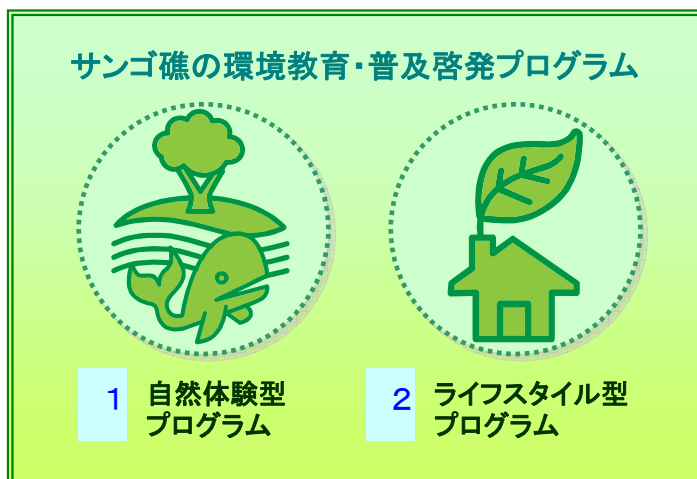 サンゴ礁の環境教育・普及啓発プログラム
1 自然体験型
プログラム
2 ライフスタイル型
プログラム